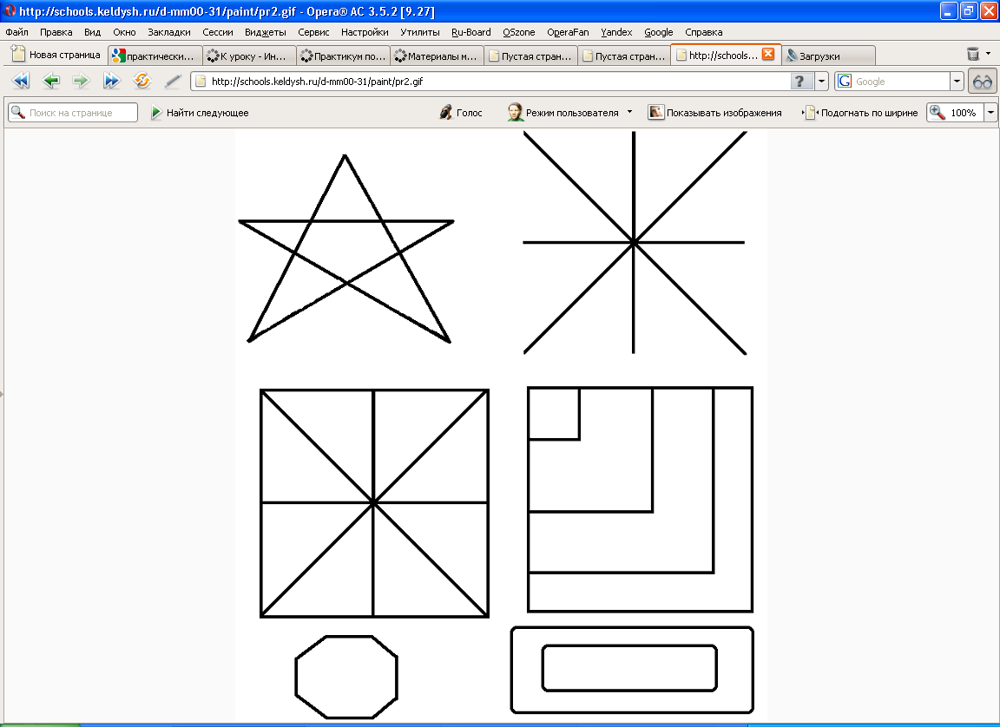 http://schools.keldysh.ru/d-mm00-31/paint/pr2.gif - Opera® AC 3.5.2 [9.27]
Файл Правка Вид Окно Закладки Сессии Виджеты Сервис Настройки Утилиты Ru-Board OSzone OperaFan Yandex Google Справка
Новая страница практически... К уроку - Ин... Практикум по... Материалы м... Пустая стран... Пустая стран... http://schools... Загрузки
http://schools.keldysh.ru/d-mm00-31/paint/pr2.gif ? G Google
Поиск на странице Найти следующее Голос Режим пользователя Показывать изображения Подогнать по ширине 100%